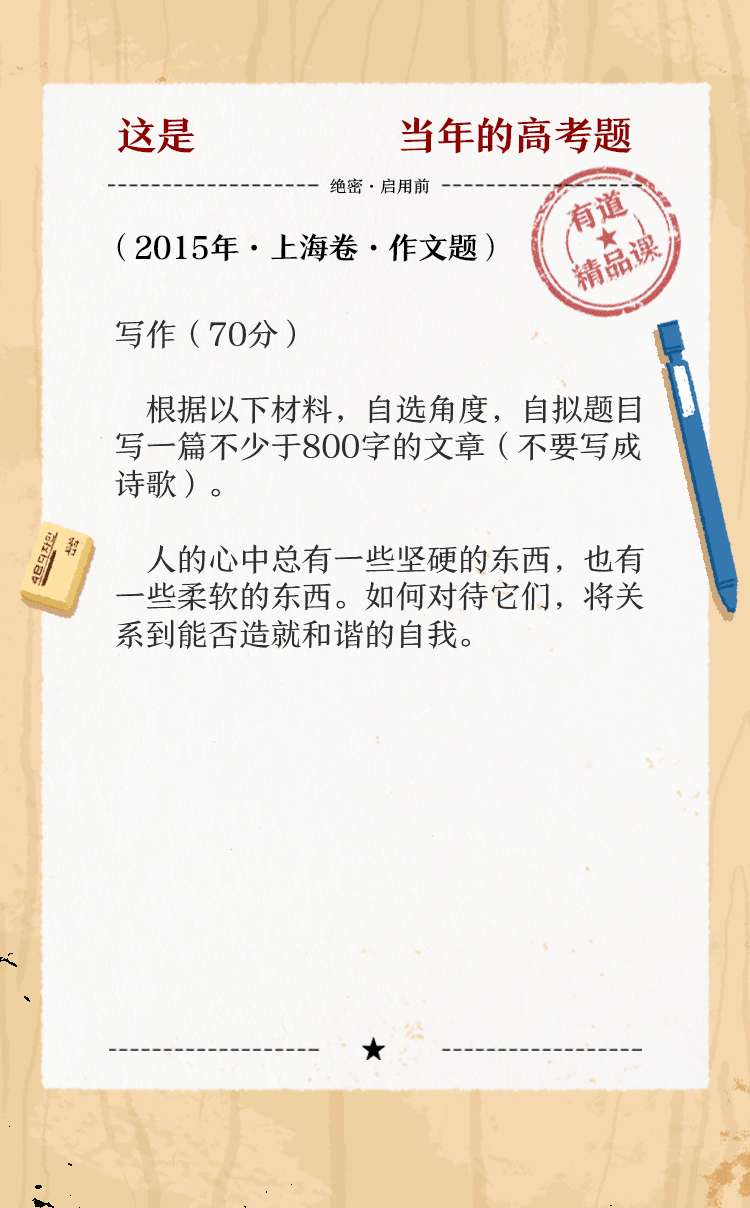 这是 当年的高考题
绝密·启用前
有道
精品课
（2015年·上海卷·作文题）
写作（70分）
根据以下材料，自选角度，自拟题目
写一篇不少于800字的文章（不要写成
诗歌）。
人的心中总有一些坚硬的东西，也有
一些柔软的东西。如何对待它们，将关
系到能否造就和谐的自我。